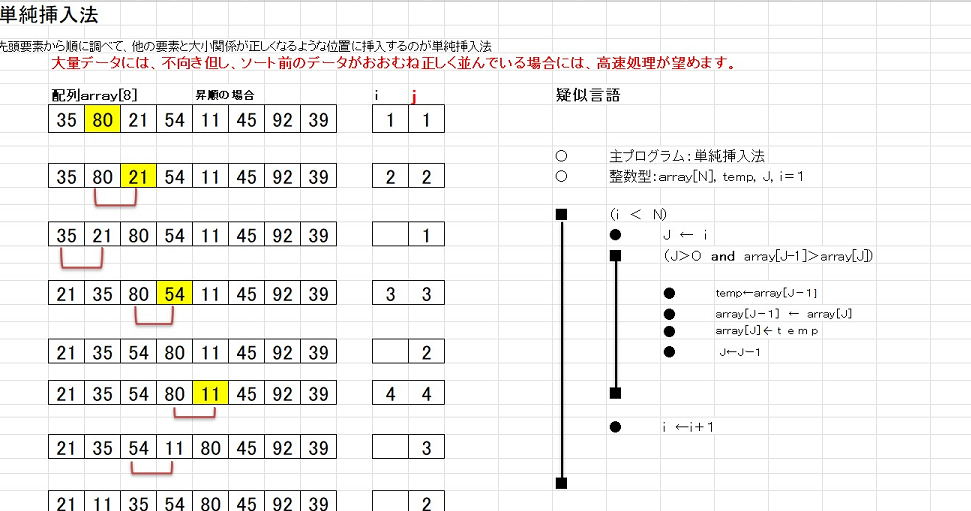 単純挿入法
先頭要素から順に調べて、他の要素と大小関係が正しくなるような位置に挿入するのが単純挿入法
大量データには、不向き但し、ソート前のデータがおおむね正しく並んでいる場合には、高速処理が望めます。
配列array[8] 昇順の場合 i j
35 80 21 54 11 45 92 39 1 1
35 80 21 54 11 45 92 39 2 2
35 21 80 54 11 45 92 39 1
21 35 80 54 11 45 92 39 3 3
21 35 54 80 11 45 92 39 2
21 35 54 80 11 45 92 39 4 4
21 35 54 11 80 45 92 39 3
21 11 35 54 80 45 92 39 2
疑似言語
○ 主プログラム:単純挿入法
○ 整数型:array[N], temp, J, i=1
■ (i < N)
● J ← i
■ (J>0 and array[J-1]>array[J])
● temp←array[J-1]
● array[J-1] ← array[J]
● array[J]←temp
● J←J-1
■
● i ←i+1
■